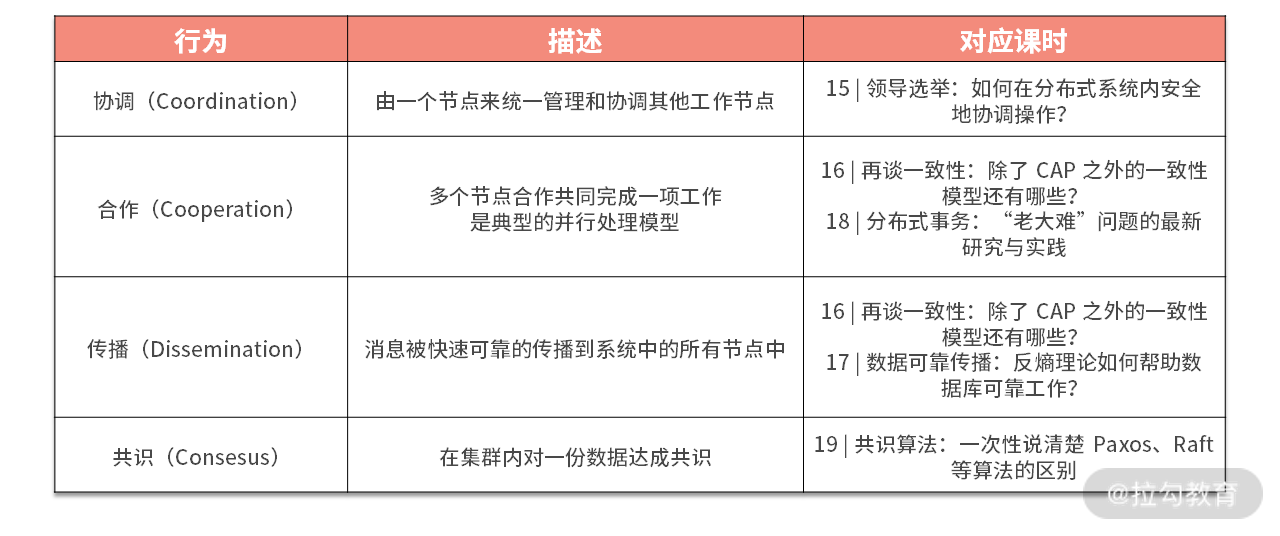 行为 描述 对应课时
协调（Coordination） 由一个节点来统一管理和协调其他工作节点 15 | 领导选举：如何在分布式系统内安全
地协调操作？
合作（Cooperation） 多个节点合作共同完成一项工作
是典型的并行处理模型
16 | 再谈一致性：除了 CAP 之外的一致性
模型还有哪些？
18 | 分布式事务：“老大难”问题的最新
研究与实践
传播（Dissemination） 消息被快速可靠的传播到系统中的所有节点中
16 | 再谈一致性：除了 CAP 之外的一致性
模型还有哪些？
17 | 数据可靠传播：反熵理论如何帮助数
据库可靠工作？
共识（Consesus） 在集群内对一份数据达成共识
19 | 共识算法：一次性说清楚 Paxos、Raft
等算法的区别
@拉勾教育